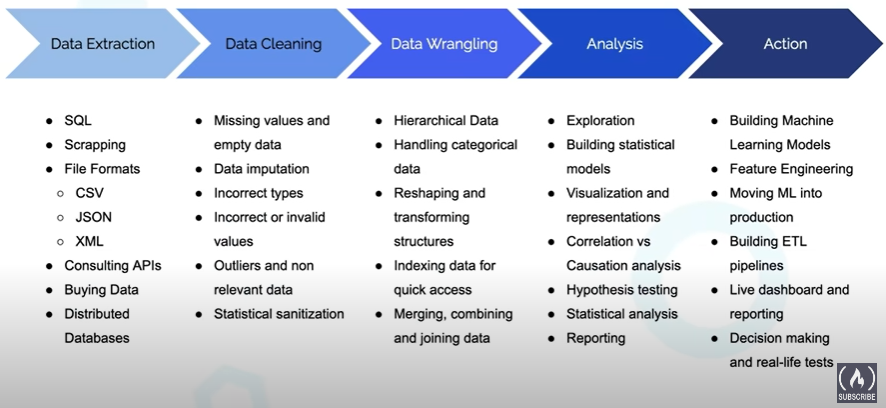 Data Extraction
Data Cleaning
Data Wrangling
Analysis
Action
● SQL
● Scrapping
● File Formats
○ CSV
○ JSON
○ XML
● Consulting APIs
● Buying Data
● Distributed
Databases
● Missing values and
empty data
● Data imputation
● Incorrect types
● Incorrect or invalid
values
● Outliers and non
relevant data
● Statistical sanitization
● Hierarchical Data
● Handling categorical
data
● Reshaping and
transforming
structures
● Indexing data for
quick access
● Merging, combining
and joining data
● Exploration
● Building statistical
models
● Visualization and
representations
● Correlation vs
Causation analysis
● Hypothesis testing
● Statistical analysis
● Reporting
● Building Machine
Learning Models
● Feature Engineering
● Moving ML into
production
● Building ETL
pipelines
● Live dashboard and
reporting
● Decision making
and real-life tests
SUBSCRIBE